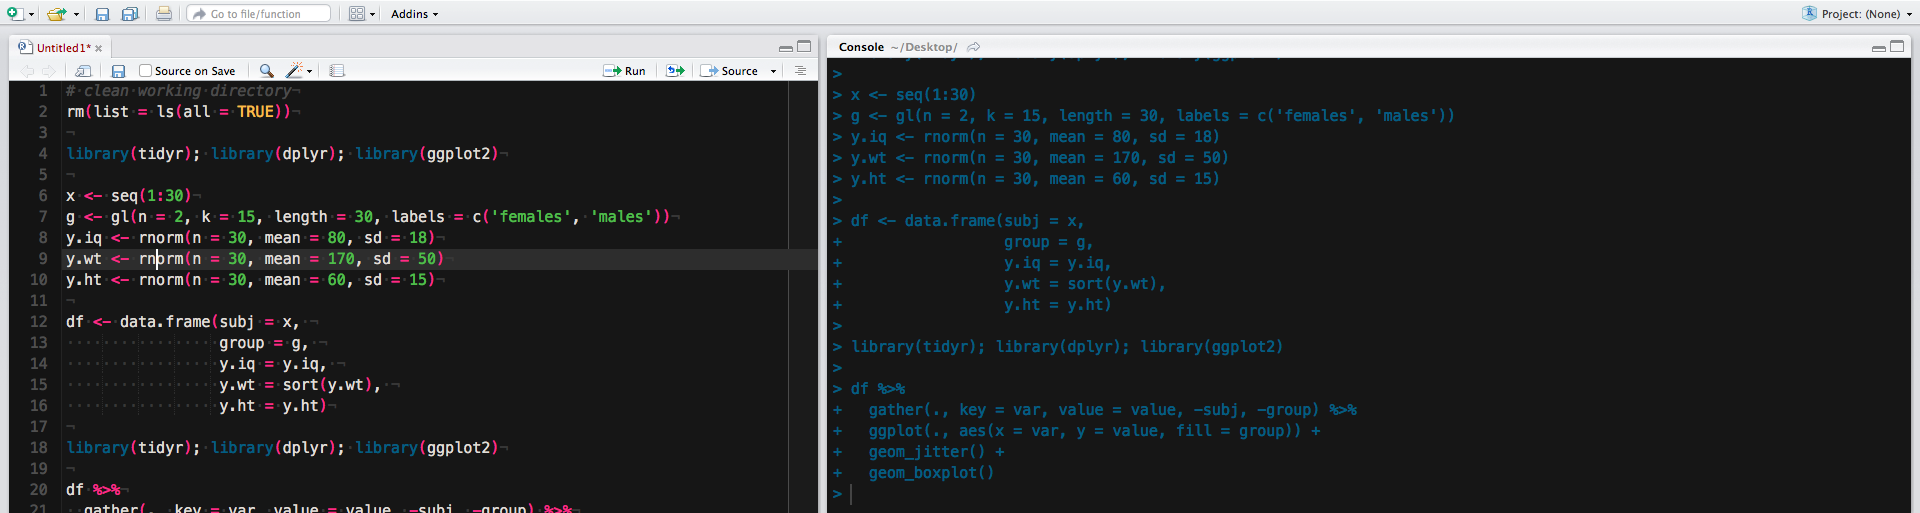 Go to file/function
Addins
Project: (None)
Untitled1*
Source on Save
Run
Source
1 # clean working directory
2 rm(list = ls(all = TRUE))
3
4 library(tidyr); library(dplyr); library(ggplot2)
5
6 x <- seq(1:30)
7 g <- gl(n = 2, k = 15, length = 30, labels = c('females', 'males'))
8 y.iq <- rnorm(n = 30, mean = 80, sd = 18)
9 y.wt <- rnorm(n = 30, mean = 170, sd = 50)
10 y.ht <- rnorm(n = 30, mean = 60, sd = 15)
11
12 df <- data.frame(subj = x,
13 group = g,
14 y.iq = y.iq,
15 y.wt = sort(y.wt),
16 y.ht = y.ht)
17
18 library(tidyr); library(dplyr); library(ggplot2)
19
20 df %>%
21 gather(., key = var, value = value, -subj, -group) %>%
Console ~/Desktop/
>
> x <- seq(1:30)
> g <- gl(n = 2, k = 15, length = 30, labels = c('females', 'males'))
> y.iq <- rnorm(n = 30, mean = 80, sd = 18)
> y.wt <- rnorm(n = 30, mean = 170, sd = 50)
> y.ht <- rnorm(n = 30, mean = 60, sd = 15)
>
> df <- data.frame(subj = x,
+ group = g,
+ y.iq = y.iq,
+ y.wt = sort(y.wt),
+ y.ht = y.ht)
>
> library(tidyr); library(dplyr); library(ggplot2)
>
> df %>%
+ gather(., key = var, value = value, -subj, -group) %>%
+ ggplot(., aes(x = var, y = value, fill = group)) +
+ geom_jitter() +
+ geom_boxplot()
>